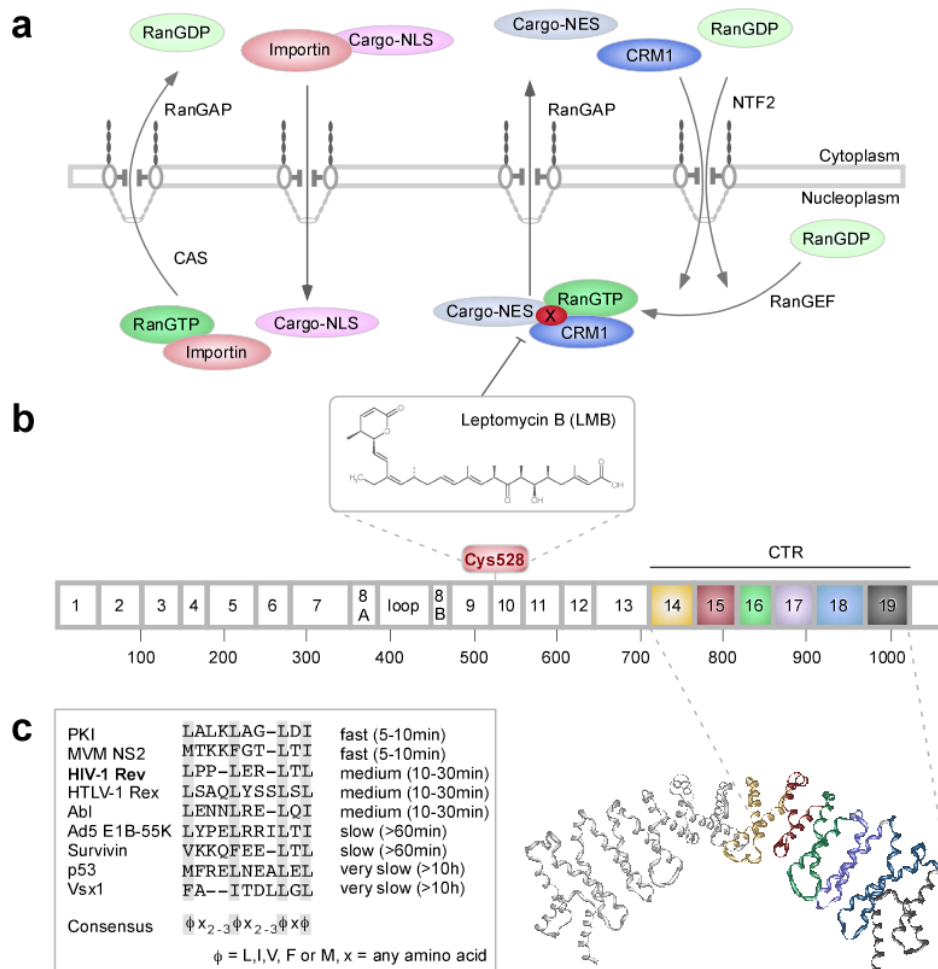 a
RanGDP
Importin
Cargo-NLS
Cargo-NES
CRM1
RanGDP
RanGAP
RanGAP
NTF2
Cytoplasm
Nucleoplasm
CAS
RanGDP
RanGEF
RanTP
Importin
Cargo-NLS
Cargo-NES
X
RanGTP
CRM1
b
Leptomycin B (LMB)
O
O
H₃C
O
OH
O
OH
Cys528
CTR
1 2 3 4 5 6 7 8A loop 8B 9 10 11 12 13 14 15 16 17 18 19
100 200 300 400 500 600 700 800 900 1000
c
PKI LALKLAG-LDI fast (5-10min)
MVM NS2 MTKKFGT-LTI fast (5-10min)
HIV-1 Rev LPP-LER-LTL medium (10-30min)
HTLV-1 Rex LSAQLYSSLSL medium (10-30min)
Abl LENNLRE-LQI medium (10-30min)
Ad5 E1B-55K LYPELRRILTI slow (>60min)
Survivin VKKQFEE-LTL slow (>60min)
p53 MFRELNEALEL very slow (>10h)
Vsx1 FA--ITDLLGL very slow (>10h)
Consensus ϕx₂₋₃ϕx₂₋₃ϕxϕ
ϕ = L,I,V, F or M, x = any amino acid